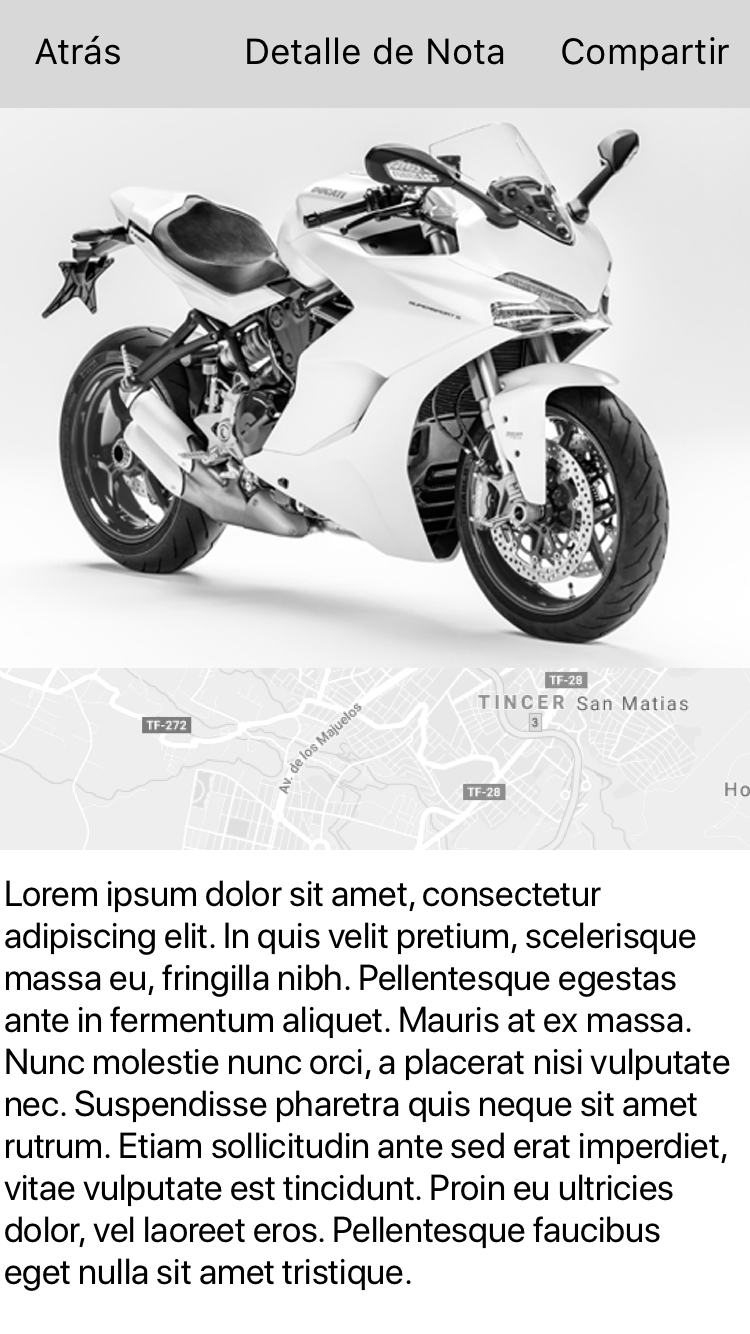 Atrás Detalle de Nota Compartir
DUCATI
SUPERSPORT S
TF-28
TINCER San Matias
3
TF-272
Av. de los Majuelos
TF-28
Ho
Lorem ipsum dolor sit amet, consectetur
adipiscing elit. In quis velit pretium, scelerisque
massa eu, fringilla nibh. Pellentesque egestas
ante in fermentum aliquet. Mauris at ex massa.
Nunc molestie nunc orci, a placerat nisi vulputate
nec. Suspendisse pharetra quis neque sit amet
rutrum. Etiam sollicitudin ante sed erat imperdiet,
vitae vulputate est tincidunt. Proin eu ultricies
dolor, vel laoreet eros. Pellentesque faucibus
eget nulla sit amet tristique.